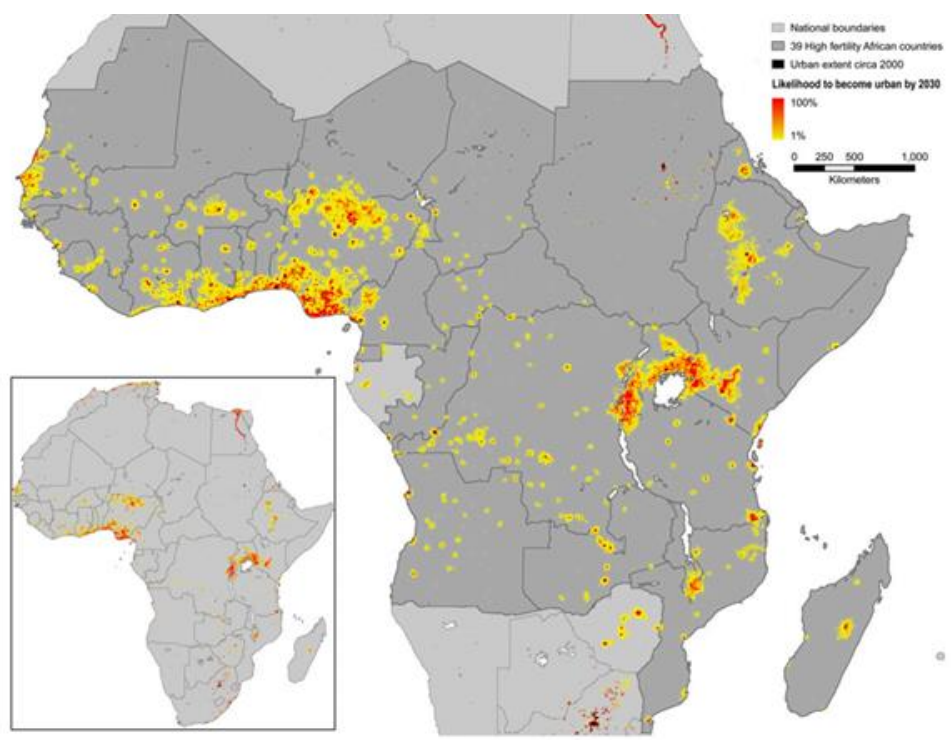 National boundaries
39 High fertility African countries
Urban extent circa 2000
Likelihood to become urban by 2030
100%
1%
0 250 500 1,000
Kilometers